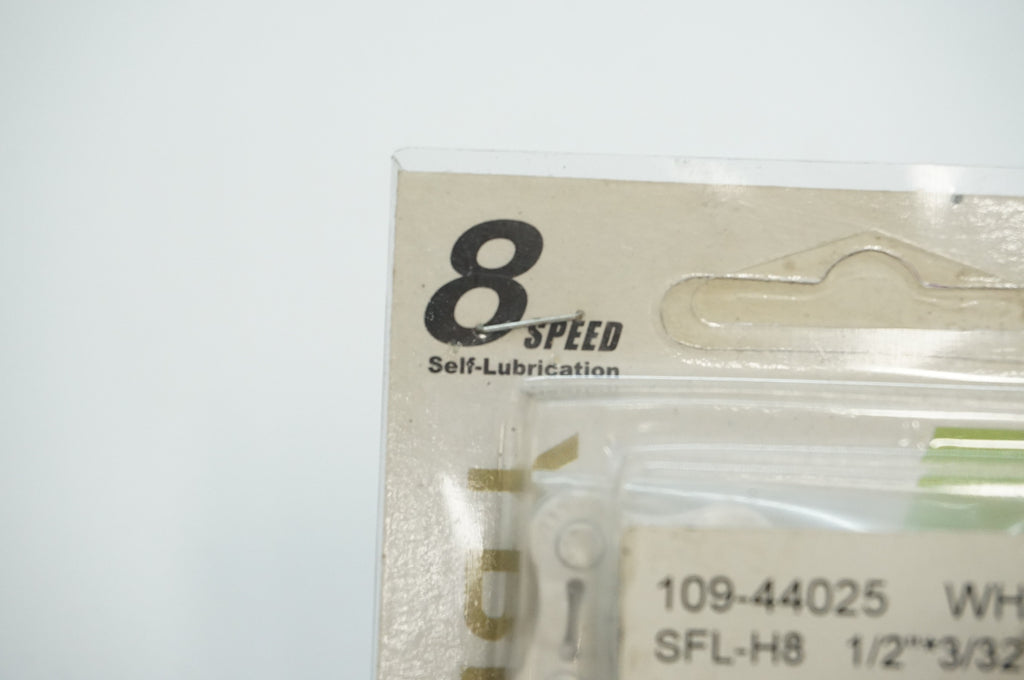 8
SPEED
Self-Lubrication
109-44025 WH
SFL-H8 1/2"*3/32"